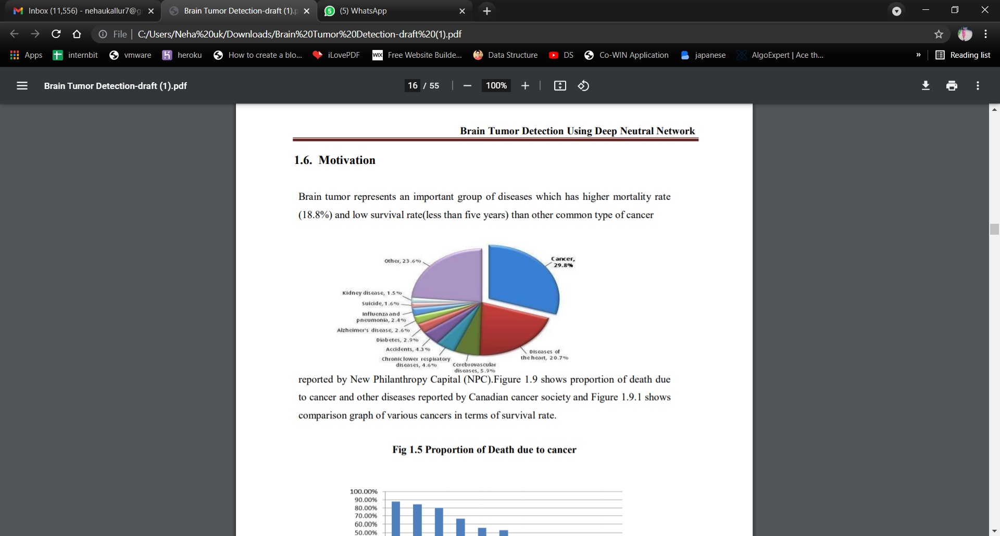 Inbox (11,556) - nehaukallur7@g
Brain Tumor Detection-draft (1).p
(5) WhatsApp
File
C:/Users/Neha%20uk/Downloads/Brain%20Tumor%20Detection-draft%20(1).pdf
Apps
internbit
vmware
heroku
How to create a blo...
iLovePDF
WIX
Free Website Builde...
Data Structure
DS
Co-WIN Application
japanese
AlgoExpert | Ace th...
»
Reading list
Brain Tumor Detection-draft (1).pdf
16 / 55
100%
Brain Tumor Detection Using Deep Neutral Network
1.6. Motivation
Brain tumor represents an important group of diseases which has higher mortality rate
(18.8%) and low survival rate(less than five years) than other common type of cancer
Other, 23.6%
Cancer,
29.8%
Kidney disease, 1.5%
Suicide, 1.6%
Influenza and
pneumonia, 2.4%
Alzheimer's disease, 2.6%
Diabetes, 2.9%
Accidents, 4.3%
Chronic lower respiratory
diseases, 4.6%
Cerebrovascular
diseases, 5.9%
Diseases of
the heart, 20.7%
reported by New Philanthropy Capital (NPC).Figure 1.9 shows proportion of death due
to cancer and other diseases reported by Canadian cancer society and Figure 1.9.1 shows
comparison graph of various cancers in terms of survival rate.
Fig 1.5 Proportion of Death due to cancer
100.00%
90.00%
80.00%
70.00%
60.00%
50.00%